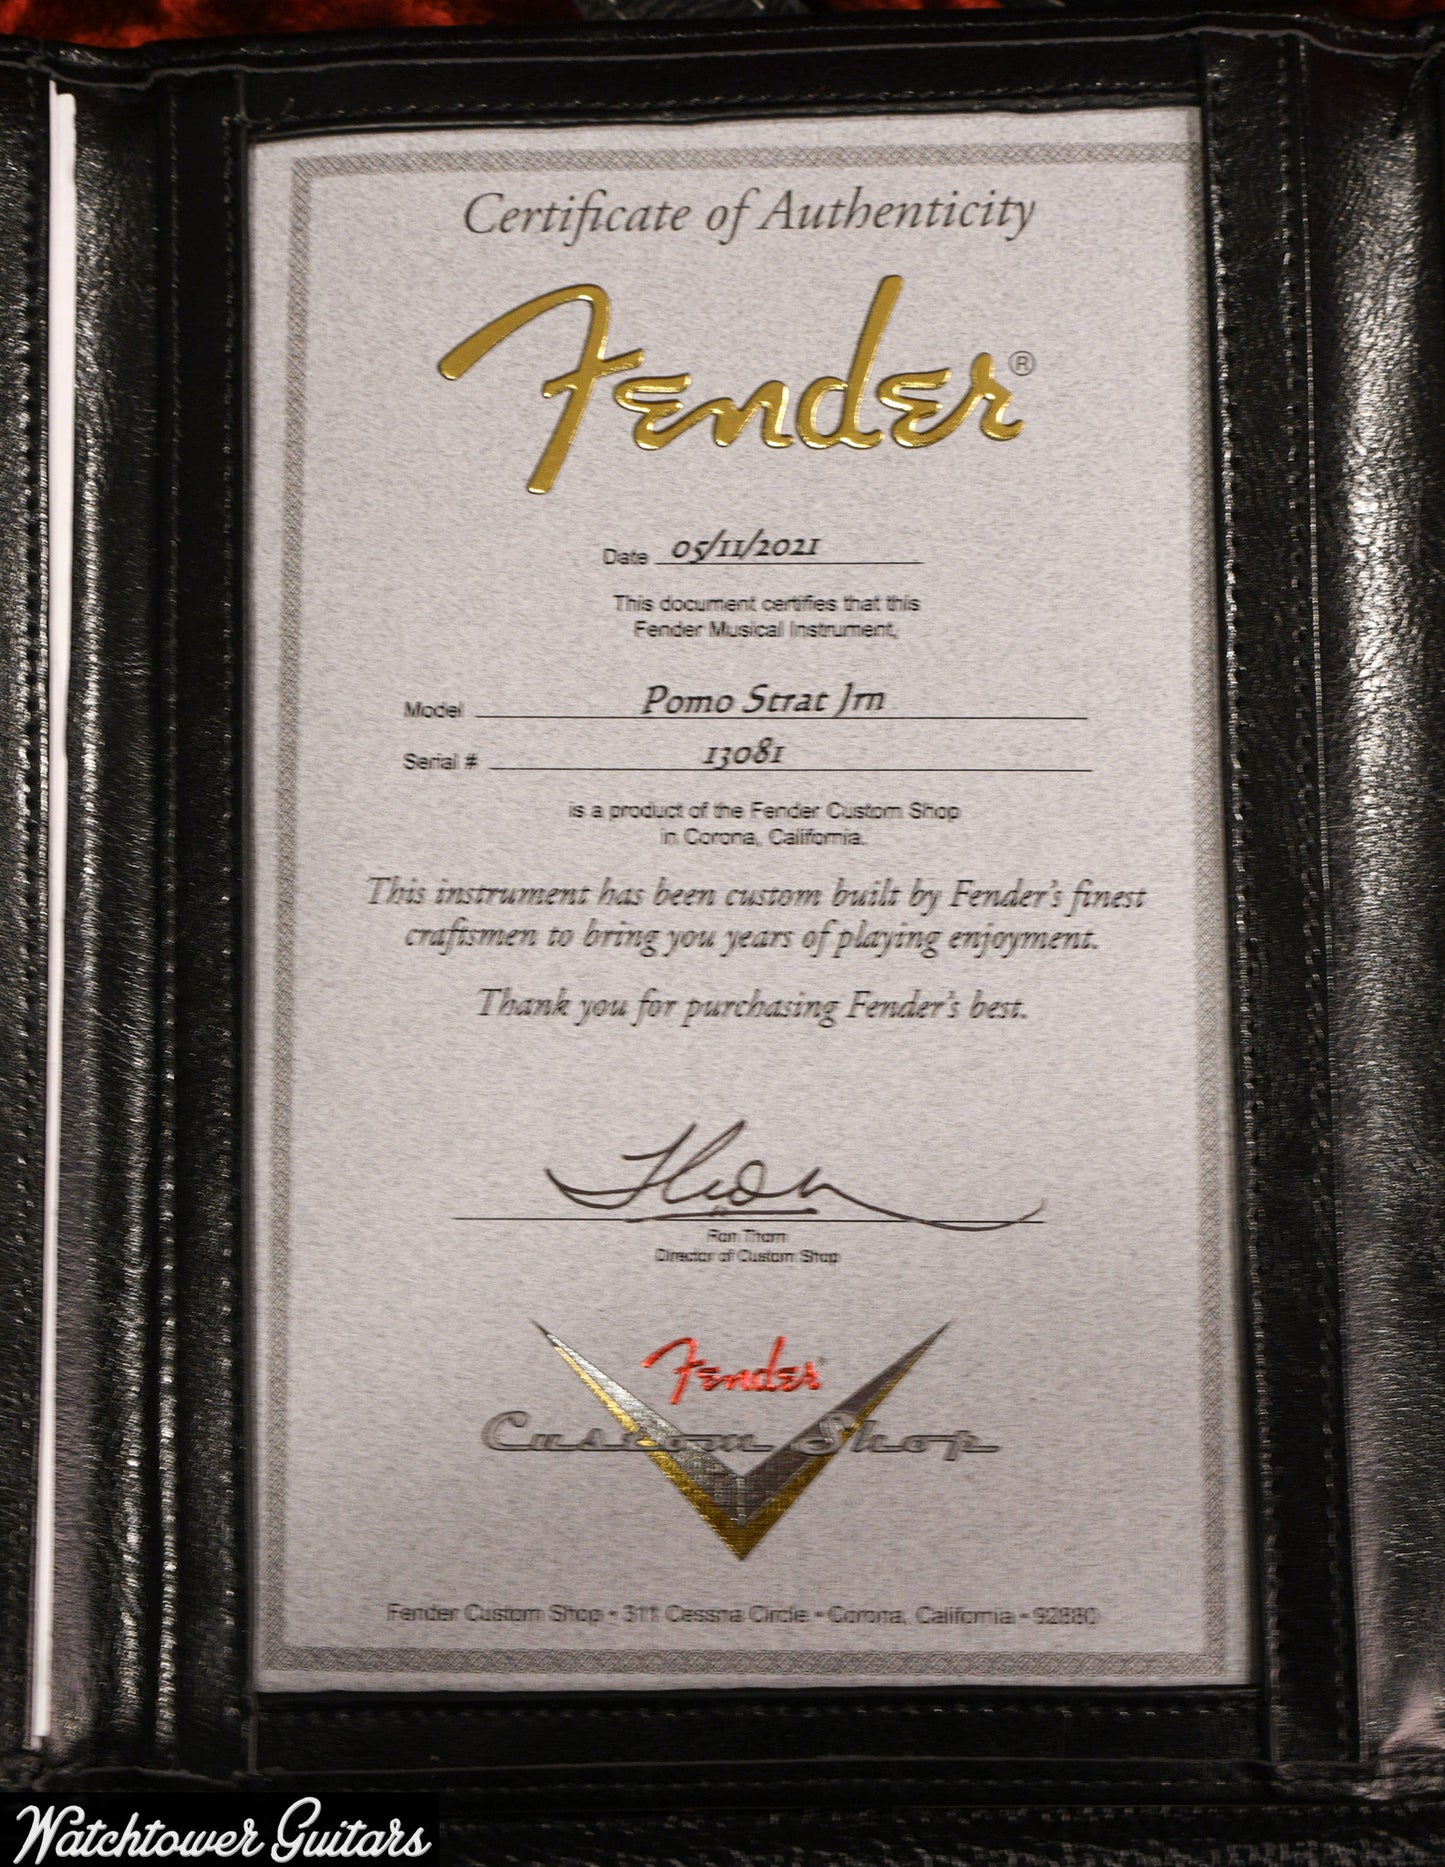 Certificate of Authenticity
Fender®
Date 05/11/2021
This document certifies that this
Fender Musical Instrument,
Model Pomo Strat Jrn
Serial # 13081
is a product of the Fender Custom Shop
in Corona, California.
This instrument has been custom built by Fender's finest
craftsmen to bring you years of playing enjoyment.
Thank you for purchasing Fender's best.
Ron Thorn
Director of Custom Shop
Fender
Custom Shop
Fender Custom Shop • 311 Cessna Circle • Corona, California • 92880
Watchtower Guitars